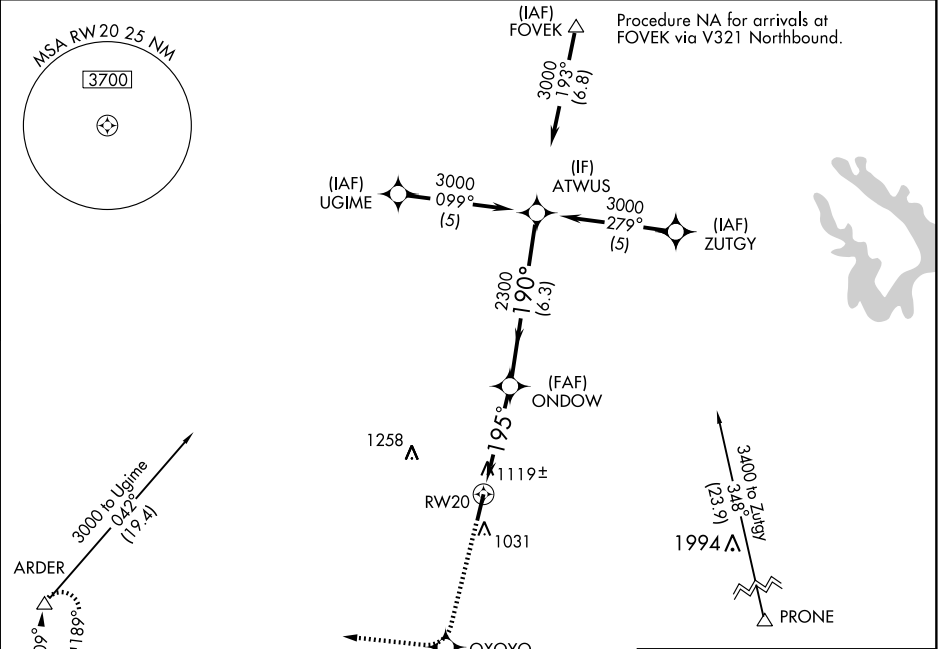 MSA RW20 25 NM
3700
(IAF)
FOVEK
Procedure NA for arrivals at
FOVEK via V321 Northbound.
3000
193°
(6.8)
(IAF)
UGIME
3000
099°
(5)
(IF)
ATWUS
3000
279°
(5)
(IAF)
ZUTGY
2300
190°
(6.3)
(FAF)
ONDOW
195°
1258
1119±
RW20
1031
3000 to Ugime
042°
(19.4)
ARDER
09°
189°
3400 to Zutgy
348°
(23.9)
1994
PRONE